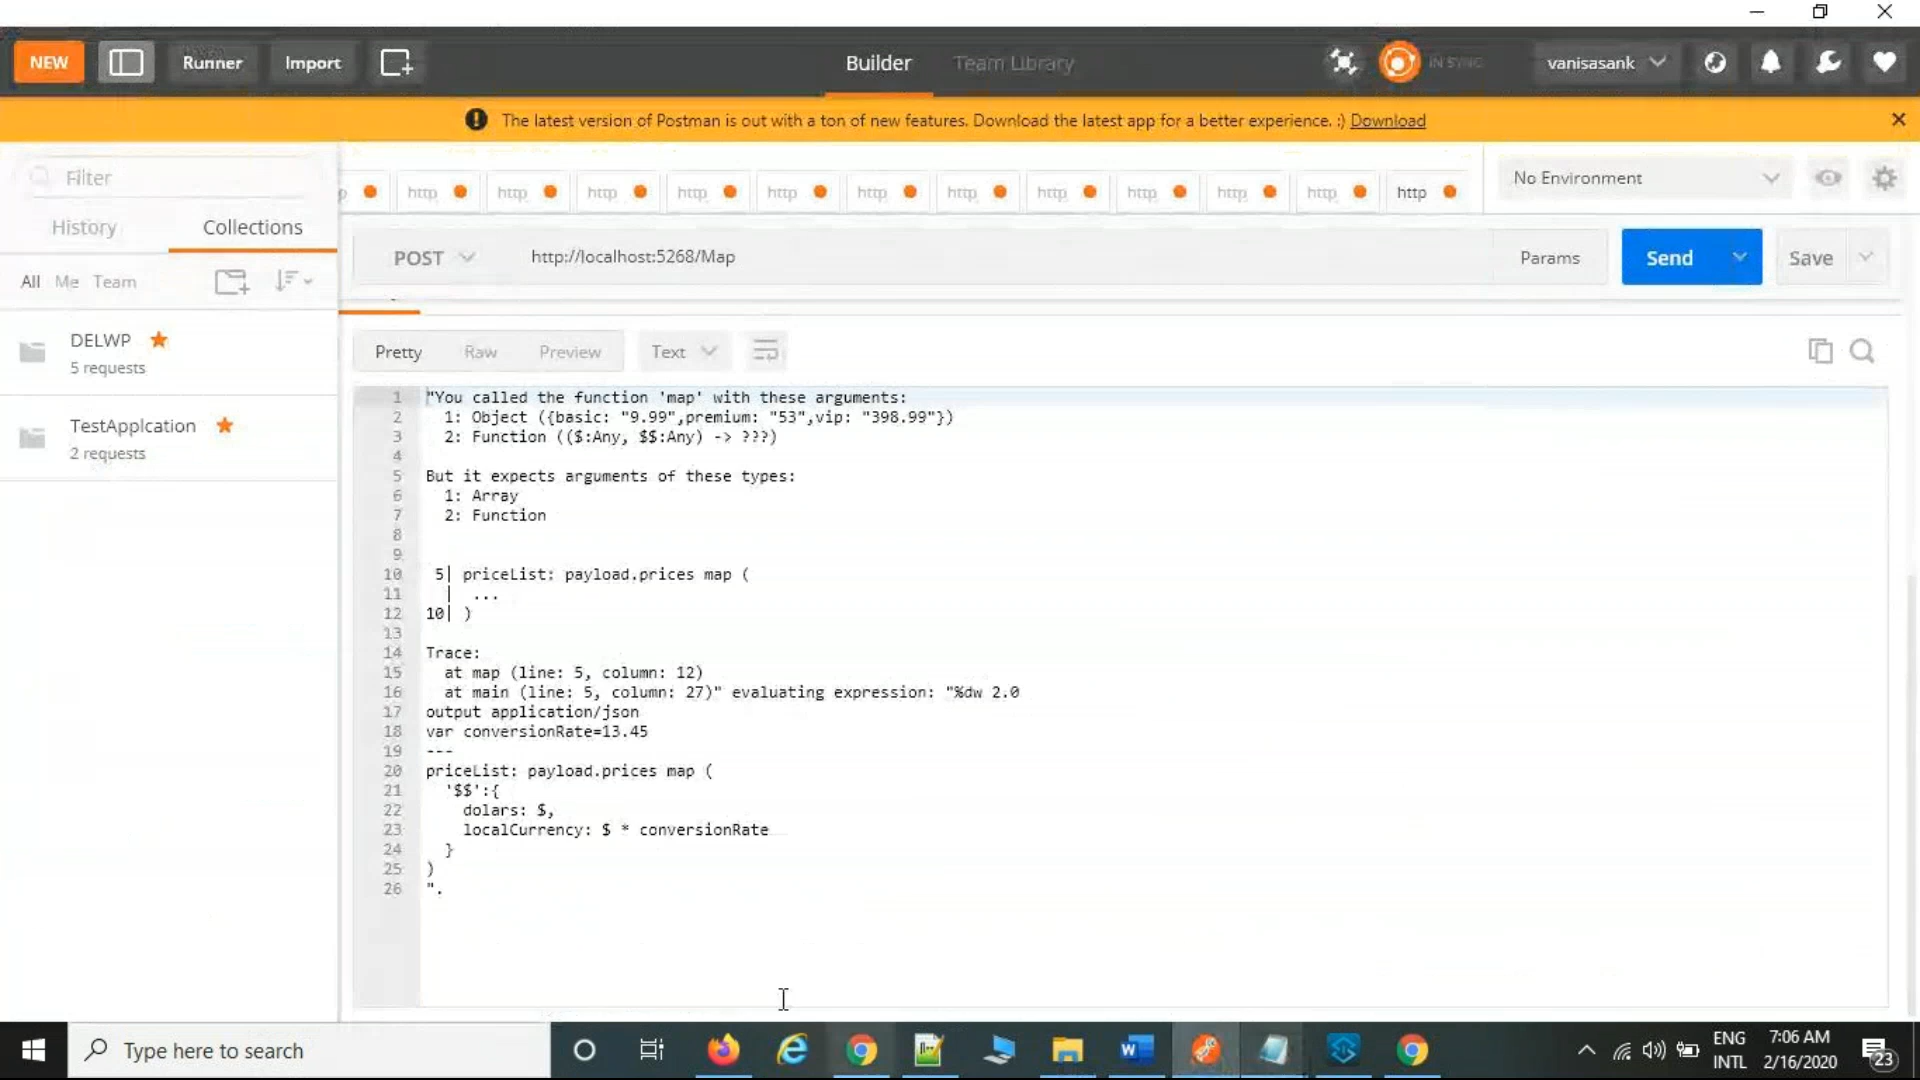 NEW
Runner
Import
Builder
Team Library
IN SYNC
vanisasank
The latest version of Postman is out with a ton of new features. Download the latest app for a better experience. :) Download
Filter
http http http http http http http http http http http http
No Environment
History
Collections
POST
http://localhost:5268/Map
Params
Send
Save
All Me Team
DELWP
5 requests
TestApplcation
2 requests
Pretty
Raw
Preview
Text
1 "You called the function 'map' with these arguments:
2 1: Object ({basic: "9.99",premium: "53",vip: "398.99"})
3 2: Function (($:Any, $$:Any) -> ???)
4
5 But it expects arguments of these types:
6 1: Array
7 2: Function
8
9
10 5| priceList: payload.prices map (
11 | ...
12 10| )
13
14 Trace:
15 at map (line: 5, column: 12)
16 at main (line: 5, column: 27)" evaluating expression: "%dw 2.0
17 output application/json
18 var conversionRate=13.45
19 ---
20 priceList: payload.prices map (
21 '$$':{
22 dolars: $,
23 localCurrency: $ * conversionRate
24 }
25 )
26 ".
Type here to search
ENG
INTL
7:06 AM
2/16/2020
23